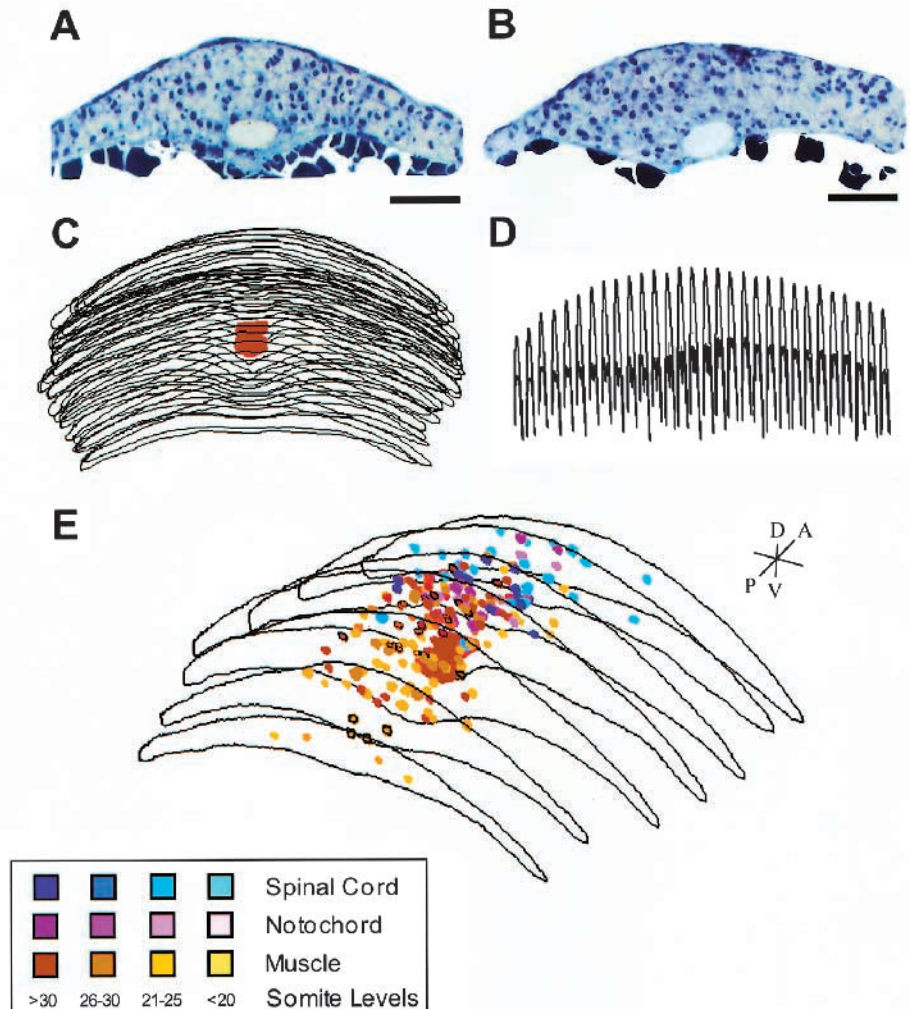 A
B
C
D
E
D A
P V
Spinal Cord
Notochord
Muscle
>30 26-30 21-25 <20 Somite Levels